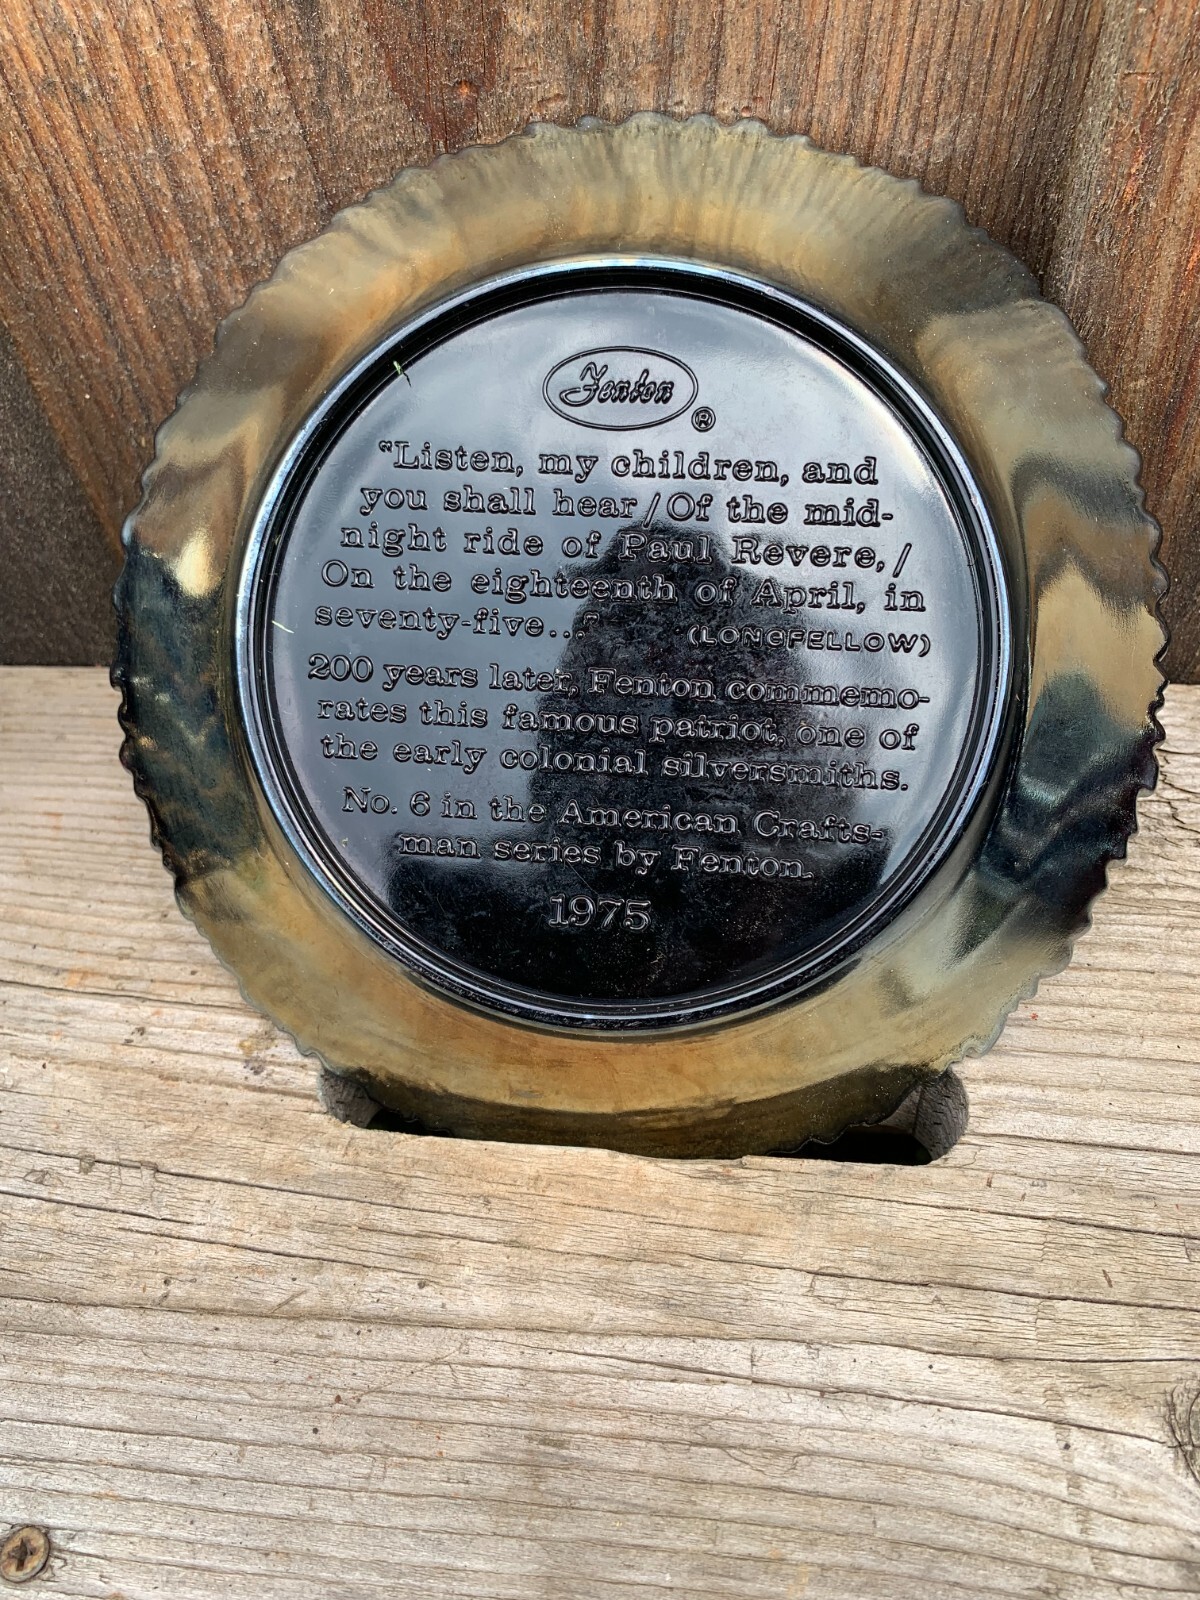 Fenton ®
"Listen, my children, and
you shall hear/Of the mid-
night ride of Paul Revere,/
On the eighteenth of April, in
seventy-five..."
(LONGFELLOW)
200 years later, Fenton commemo-
rates this famous patriot, one of
the early colonial silversmiths.
No. 6 in the American Crafts-
man series by Fenton.
1975